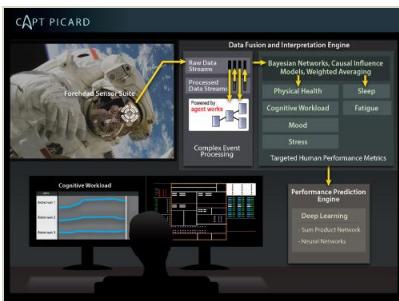 CAPT PICARD
Data Fusion and Interpretation Engine
Forehead Sensor Suite
Raw Data
Streams
Processed
Data Streams
Powered by
agent works
Complex Event
Processing
Bayesian Networks, Causal Influence
Models, Weighted Averaging
Physical Health
Sleep
Cognitive Workload
Fatigue
Mood
Stress
Targeted Human Performance Metrics
Cognitive Workload
Performance Prediction
Engine
Deep Learning
- Sum Product Network
- Neural Networks